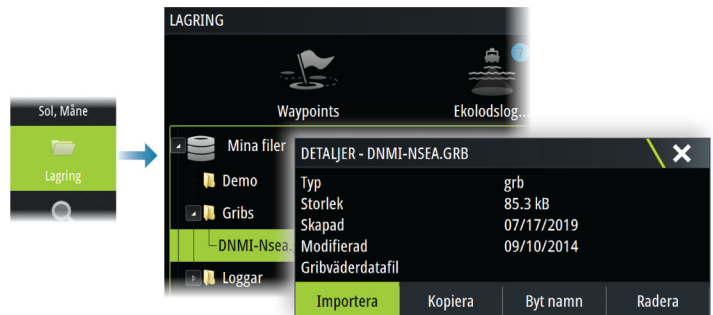 Sol, Måne
Lagring
LAGRING
Waypoints
Ekolodslog...
7
Mina filer
Demo
Gribs
DNMI-Nsea.
Loggar
DETALJER - DNMI-NSEA.GRB
Typ grb
Storlek 85.3 kB
Skapad 07/17/2019
Modifierad 09/10/2014
Gribväderdatafil
Importera Kopiera Byt namn Radera